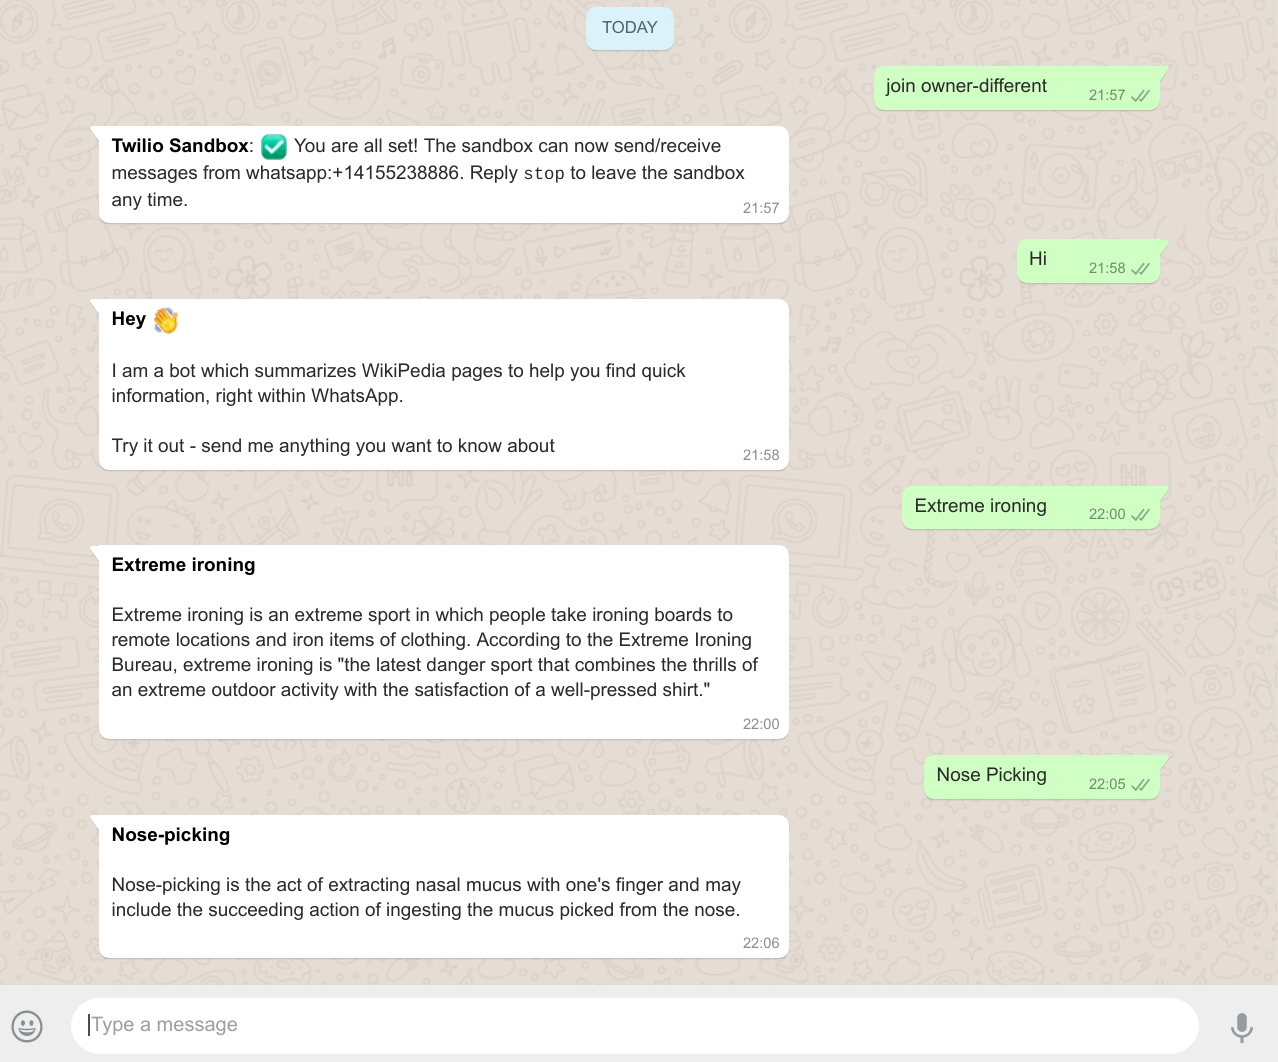 TODAY
join owner-different
21:57
Twilio Sandbox: ✅ You are all set! The sandbox can now send/receive
messages from whatsapp:+14155238886. Reply stop to leave the sandbox
any time.
21:57
Hi
21:58
Hey 👋
I am a bot which summarizes WikiPedia pages to help you find quick
information, right within WhatsApp.
Try it out - send me anything you want to know about
21:58
Extreme ironing
22:00
Extreme ironing
Extreme ironing is an extreme sport in which people take ironing boards to
remote locations and iron items of clothing. According to the Extreme Ironing
Bureau, extreme ironing is "the latest danger sport that combines the thrills of
an extreme outdoor activity with the satisfaction of a well-pressed shirt."
22:00
Nose Picking
22:05
Nose-picking
Nose-picking is the act of extracting nasal mucus with one's finger and may
include the succeeding action of ingesting the mucus picked from the nose.
22:06
Type a message